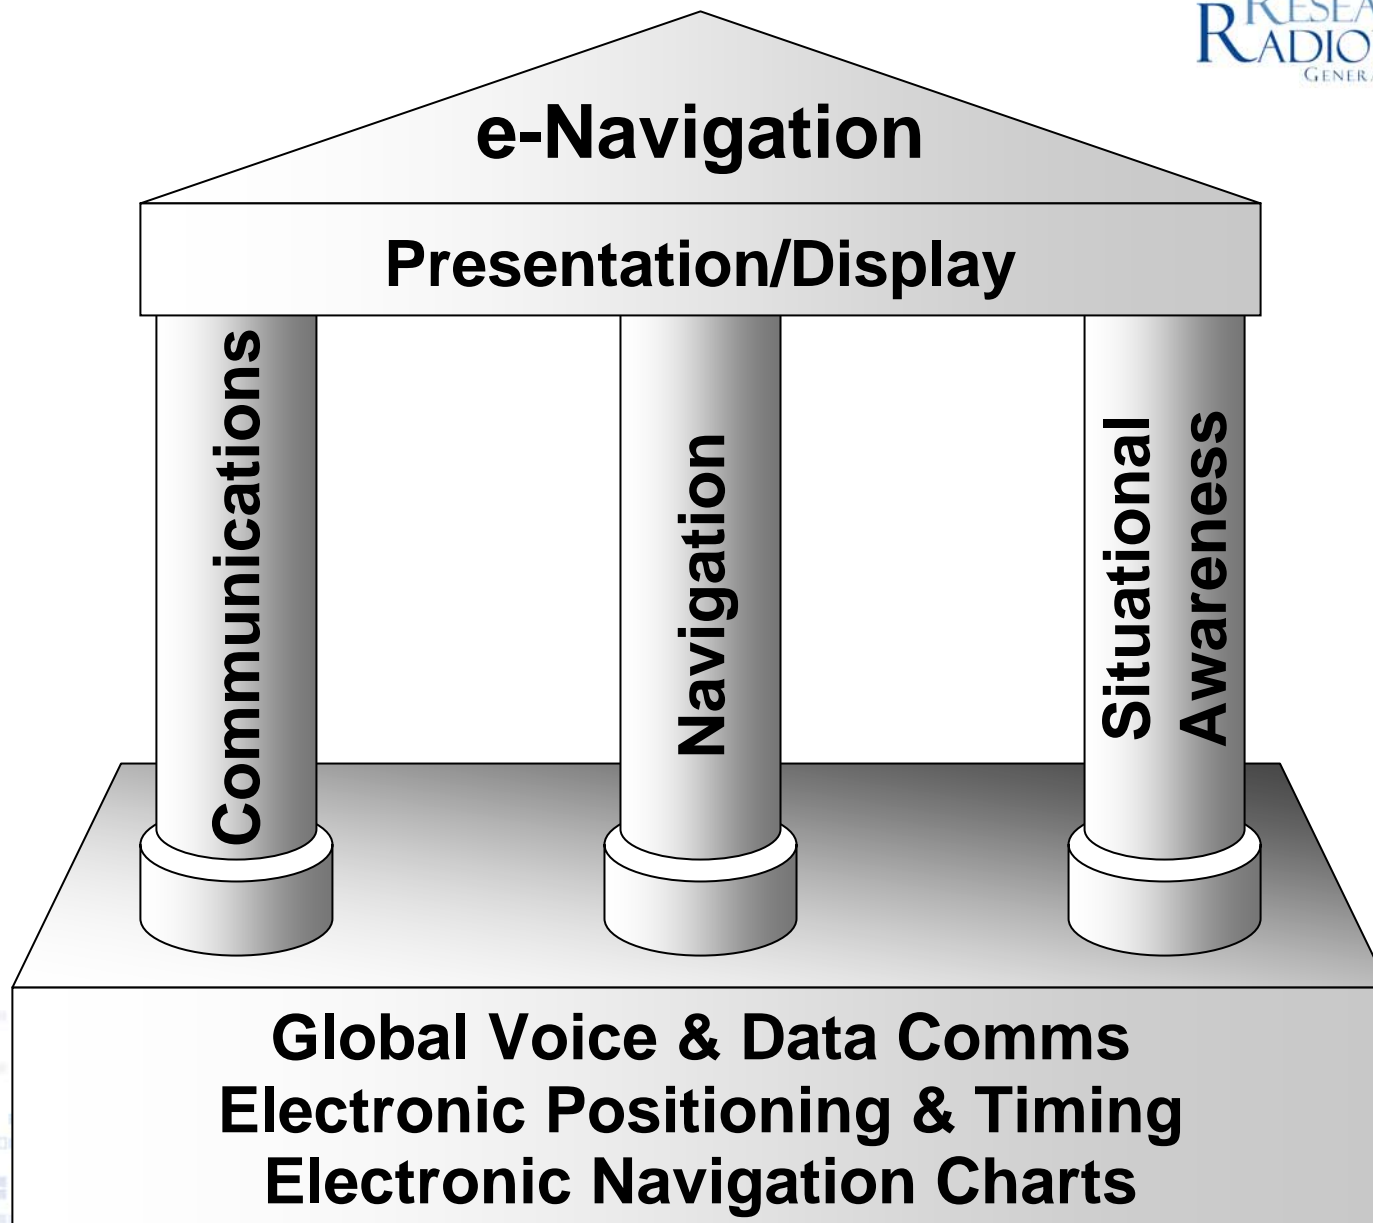 e-Navigation
Presentation/Display
Communications
Navigation
Situational
Awareness
Global Voice & Data Comms
Electronic Positioning & Timing
Electronic Navigation Charts